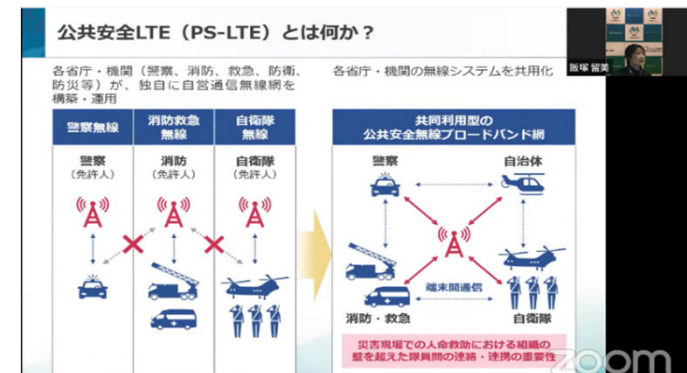 公共安全LTE（PS-LTE）とは何か？
飯塚 留美
各省庁・機関（警察、消防、救急、防衛、
防災等）が、独自に自営通信無線網を
構築・運用
警察無線
消防救急
無線
自衛隊
無線
警察
（免許人）
消防
（免許人）
自衛隊
（免許人）
各省庁・機関の無線システムを共用化
共同利用型の
公共安全無線ブロードバンド網
警察
自治体
端末間通信
消防・救急
自衛隊
災害現場での人命救助における組織の
壁を超えた隊員間の連絡・連携の重要性
zoom